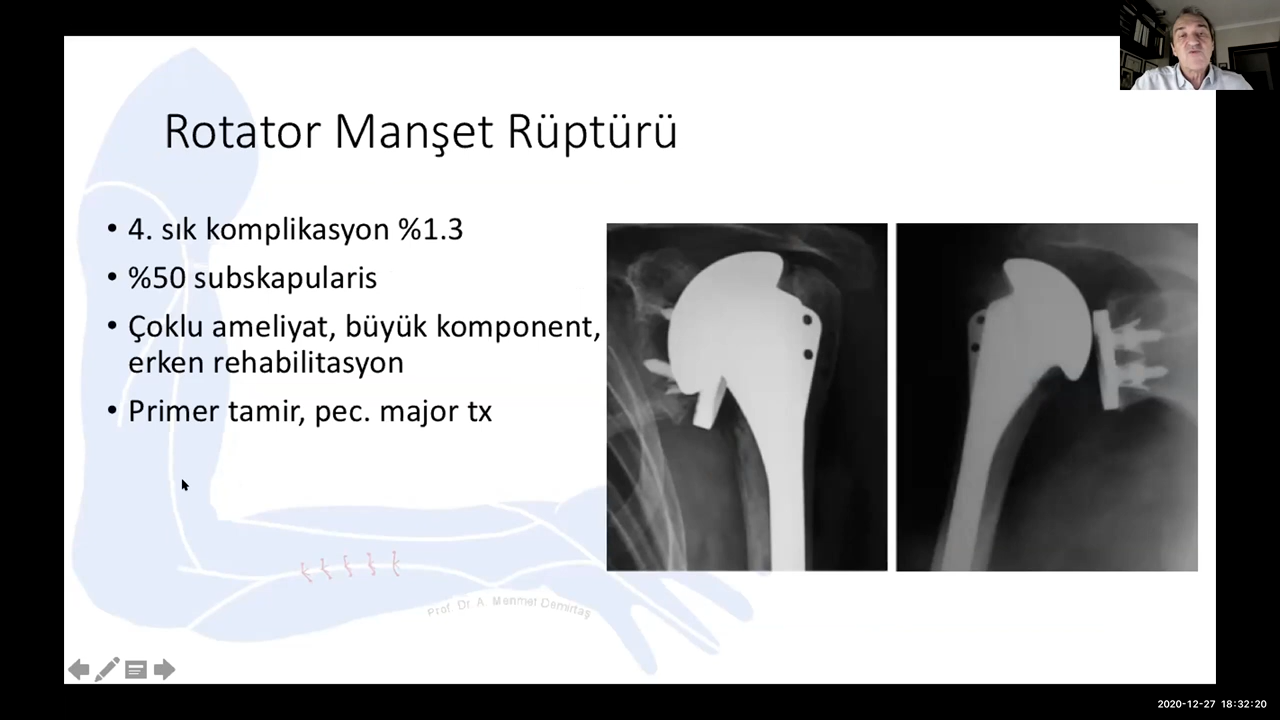 Rotator Manşet Rüptürü
• 4. sık komplikasyon %1.3
• %50 subskapularis
• Çoklu ameliyat, büyük komponent,
erken rehabilitasyon
• Primer tamir, pec. major tx
Prof. Dr. A. Mehmet Demirtaş
2020-12-27 18:32:20